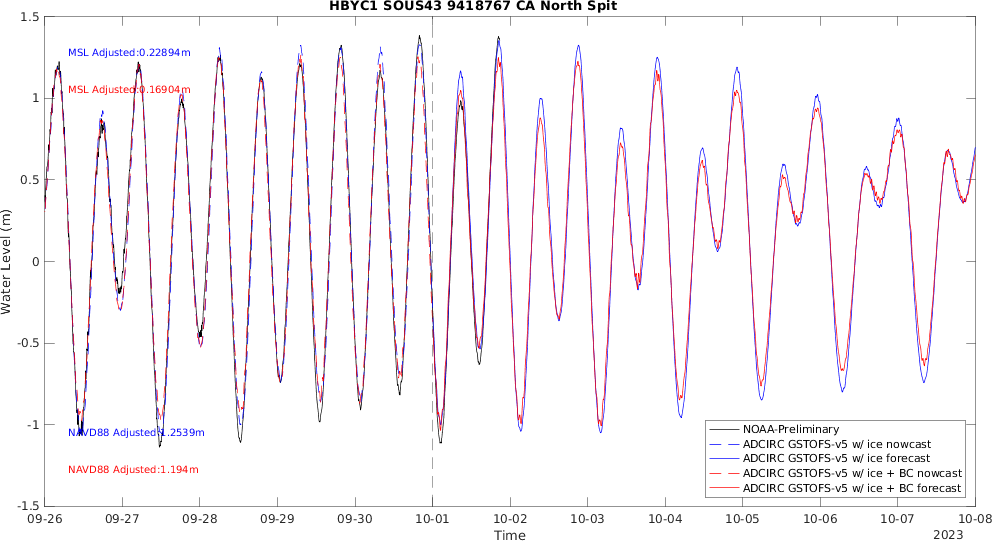 HBYC1 SOUS43 9418767 CA North Spit
1.5
1
0.5
0
-0.5
-1
-1.5
Water Level (m)
MSL Adjusted:0.22894m
MSL Adjusted:0.16904m
NAVD88 Adjusted:1.2539m
NAVD88 Adjusted:1.194m
NOAA-Preliminary
ADCIRC GSTOFS-v5 w/ ice nowcast
ADCIRC GSTOFS-v5 w/ ice forecast
ADCIRC GSTOFS-v5 w/ ice + BC nowcast
ADCIRC GSTOFS-v5 w/ ice + BC forecast
09-26 09-27 09-28 09-29 09-30 10-01 10-02 10-03 10-04 10-05 10-06 10-07 10-08
Time
2023